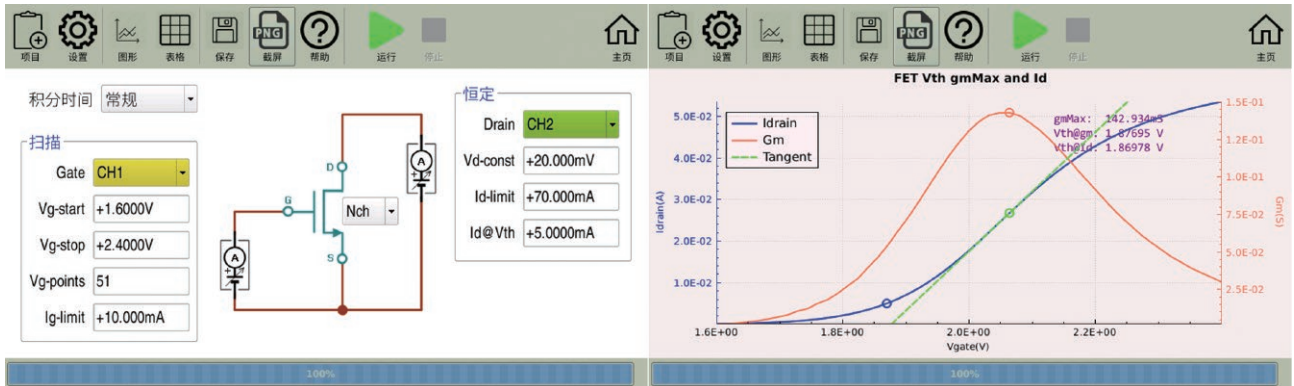 项目 设置 图形 表格 保存 PNG 截屏 ? 帮助 运行 停止 主页
积分时间 常规
扫描
Gate CH1
Vg-start +1.6000V
Vg-stop +2.4000V
Vg-points 51
Ig-limit +10.000mA
A
D
G
Nch
S
A
恒定
Drain CH2
Vd-const +20.000mV
Id-limit +70.000mA
Id@Vth +5.0000mA
100%
项目 设置 图形 表格 保存 PNG 截屏 ? 帮助 运行 停止 主页
FET Vth gmMax and Id
Idrain
Gm
Tangent
gmMax: 142.934mS
Vth@gm: 1.87695 V
Vth@id: 1.86978 V
5.0E-02
4.0E-02
3.0E-02
2.0E-02
1.0E-02
Idrain(A)
1.5E-01
1.2E-01
1.0E-01
7.5E-02
5.0E-02
2.5E-02
Gm(S)
1.6E+00 1.8E+00 2.0E+00 2.2E+00
Vgate(V)
100%